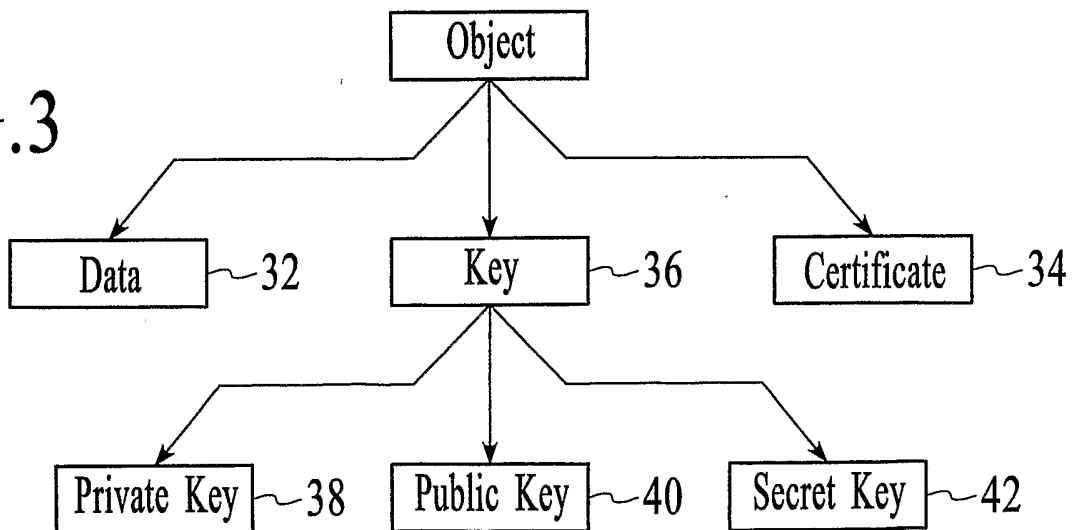 Object
.3
Data 32
Key 36
Certificate 34
Private Key 38
Public Key 40
Secret Key 42